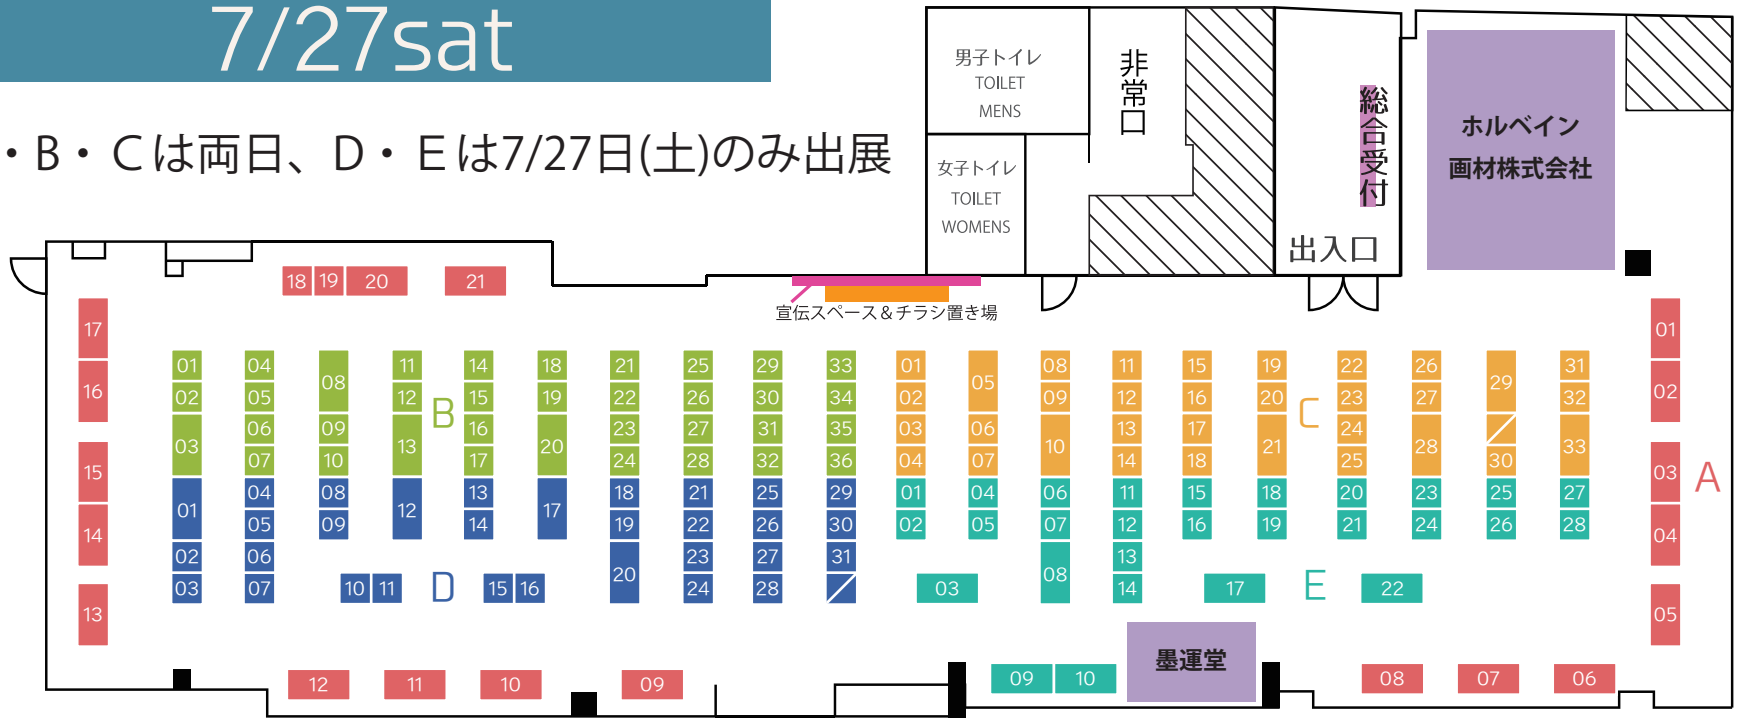 7/27sat
・B・Cは両日、D・Eは7/27日(土)のみ出展
男子トイレ
TOILET
MENS
非常口
女子トイレ
TOILET
WOMENS
総合受付
出入口
ホルベイン
画材株式会社
宣伝スペース＆チラシ置き場
18 19 20 21
17
16
15
14
13
12 11 10 09
08 07 06
01
02
03
04
05
A
B
01 04 08 11 14 18 21 25 29 33
02 05 12 15 19 22 26 30 34
03 06 09 13 16 20 23 27 31 35
07 10 17 24 28 32 36
C
01 05 08 11 15 19 22 26 29 31
02 09 12 16 20 23 27 32
03 06 10 13 17 21 24 28 33
04 07 14 18 25 30
D
01 04 08 12 13 17 18 21 25 29
05 09 14 19 22 26 30
02 06 20 23 27 31
03 07 10 11 15 16 24 28
E
01 04 06 11 15 18 20 23 25 27
02 05 07 12 16 19 21 24 26 28
08 13
03 14 17 22
09 10
墨運堂